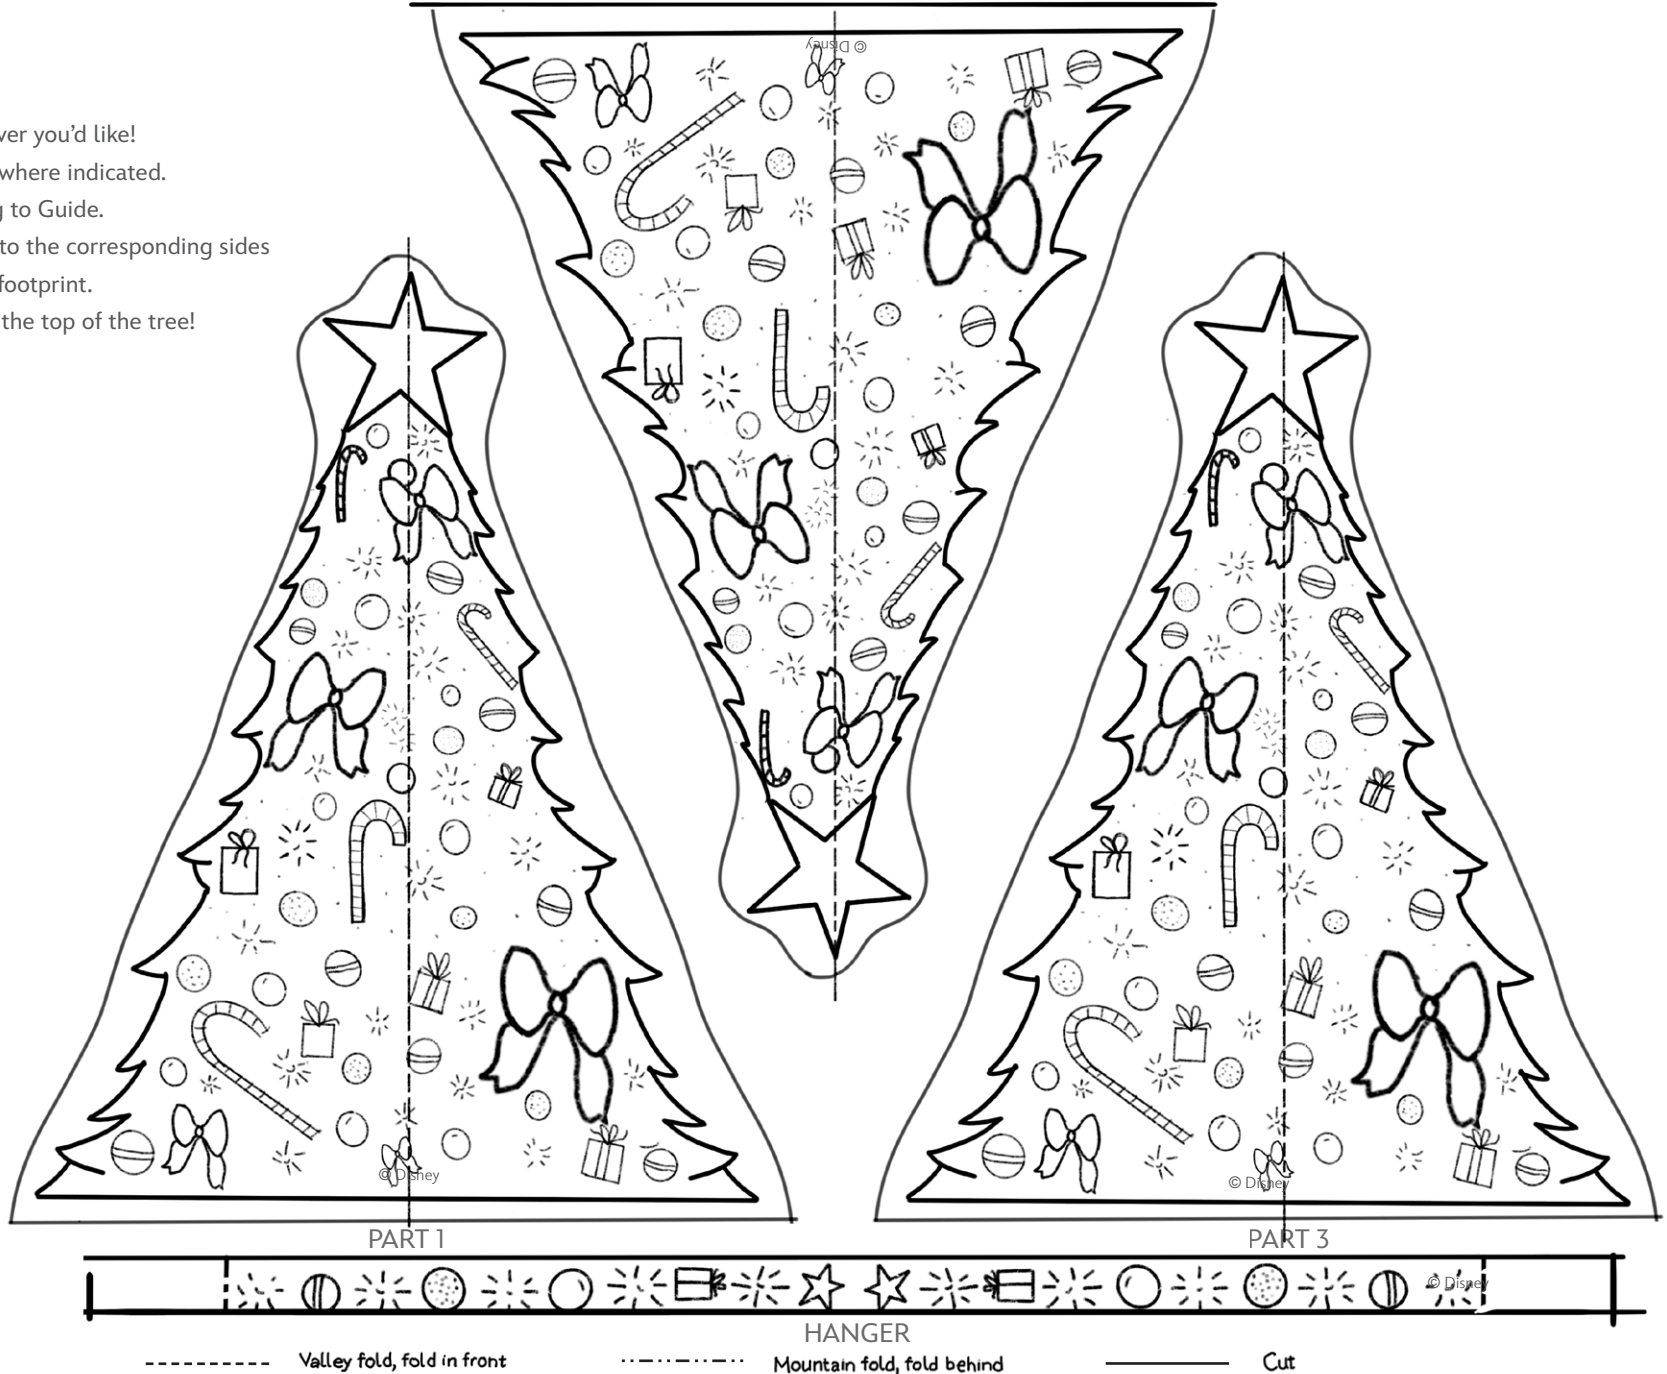 © Disney
ver you’d like!
where indicated.
g to Guide.
to the corresponding sides
footprint.
the top of the tree!
© Disney
© Disney
PART 1
PART 3
© Disney
HANGER
Valley fold, fold in front
Mountain fold, fold behind
Cut